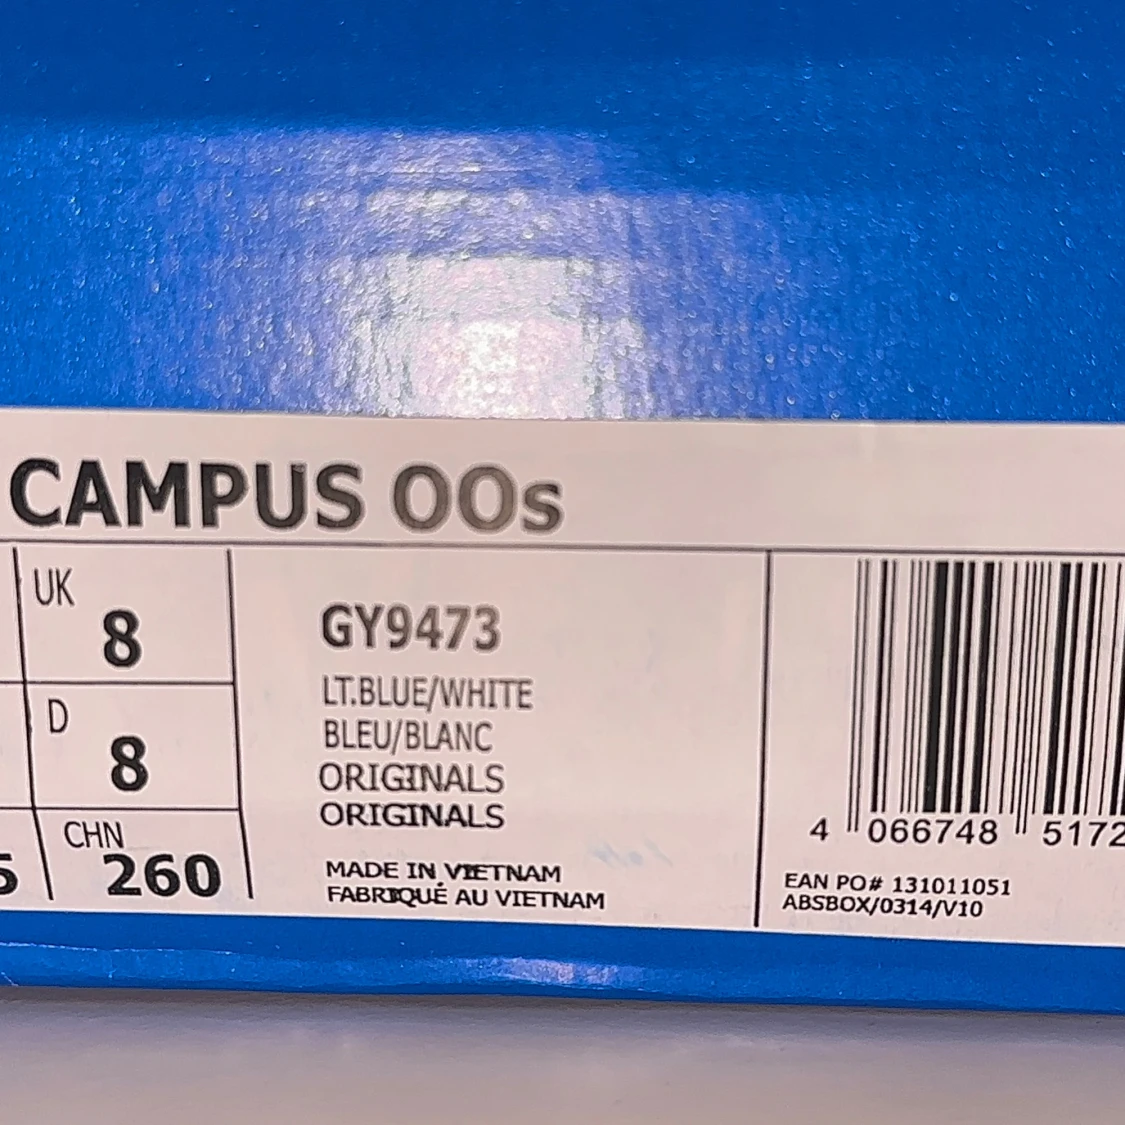 CAMPUS 00s
UK
8
D
8
CHN
260
GY9473
LT.BLUE/WHITE
BLEU/BLANC
ORIGINALS
ORIGINALS
MADE IN VIETNAM
FABRIQUÉ AU VIETNAM
4 066748 5172
EAN PO# 131011051
ABSBOX/0314/V10